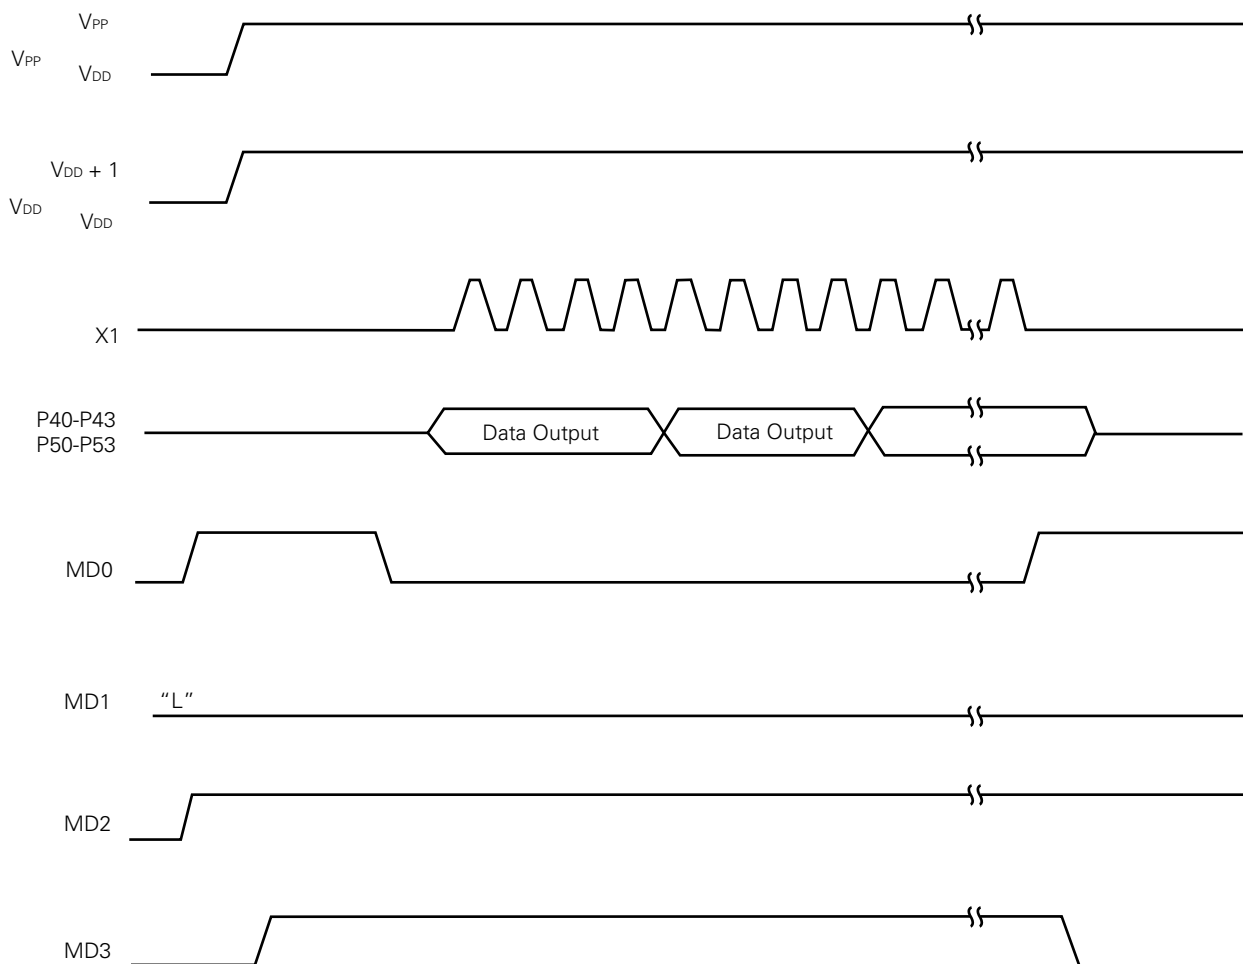 VPP
VPP
VDD
VDD + 1
VDD
VDD
X1
P40-P43
P50-P53
Data Output
Data Output
MD0
MD1
“L”
MD2
MD3